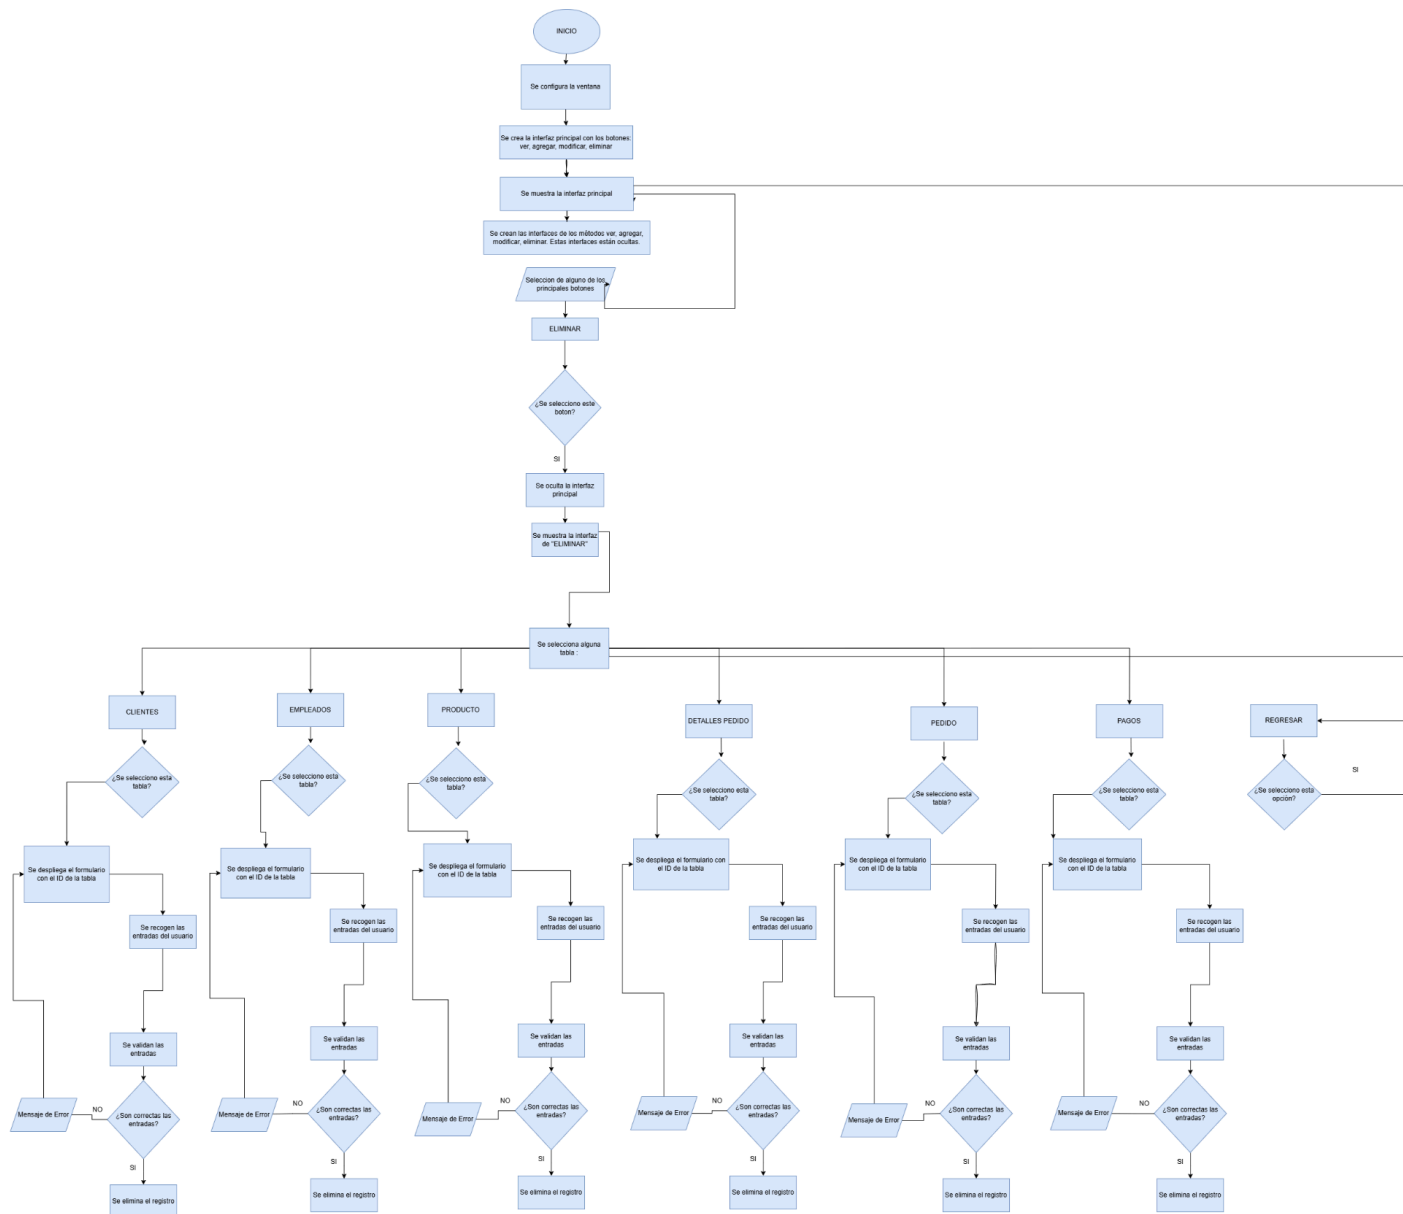 INICIO
Se configura la ventana
Se crea la interfaz principal con los botones:
ver, agregar, modificar, eliminar
Se muestra la interfaz principal
Se crean las interfaces de los métodos ver, agregar,
modificar, eliminar. Estas interfaces están ocultas.
Seleccion de alguno de los
principales botones
ELIMINAR
¿Se selecciono este
boton?
SI
Se oculta la interfaz
principal
Se muestra la interfaz
de "ELIMINAR"
Se selecciona alguna
tabla :
CLIENTES
EMPLEADOS
PRODUCTO
DETALLES PEDIDO
PEDIDO
PAGOS
REGRESAR
¿Se selecciono esta
tabla?
¿Se selecciono esta
tabla?
¿Se selecciono esta
tabla?
¿Se selecciono esta
tabla?
¿Se selecciono esta
tabla?
¿Se selecciono esta
tabla?
¿Se selecciono esta
opción?
SI
Se despliega el formulario
con el ID de la tabla
Se despliega el formulario
con el ID de la tabla
Se despliega el formulario
con el ID de la tabla
Se despliega el formulario con
el ID de la tabla
Se despliega el formulario
con el ID de la tabla
Se despliega el formulario
con el ID de la tabla
Se recogen las
entradas del usuario
Se recogen las
entradas del usuario
Se recogen las
entradas del usuario
Se recogen las
entradas del usuario
Se recogen las
entradas del usuario
Se recogen las
entradas del usuario
Se validan las
entradas
Se validan las
entradas
Se validan las
entradas
Se validan las
entradas
Se validan las
entradas
Se validan las
entradas
Mensaje de Error
NO
¿Son correctas las
entradas?
Mensaje de Error
NO
¿Son correctas las
entradas?
Mensaje de Error
NO
¿Son correctas las
entradas?
Mensaje de Error
NO
¿Son correctas las
entradas?
Mensaje de Error
NO
¿Son correctas las
entradas?
Mensaje de Error
NO
¿Son correctas las
entradas?
SI
SI
SI
SI
SI
SI
Se elimina el registro
Se elimina el registro
Se elimina el registro
Se elimina el registro
Se elimina el registro
Se elimina el registro